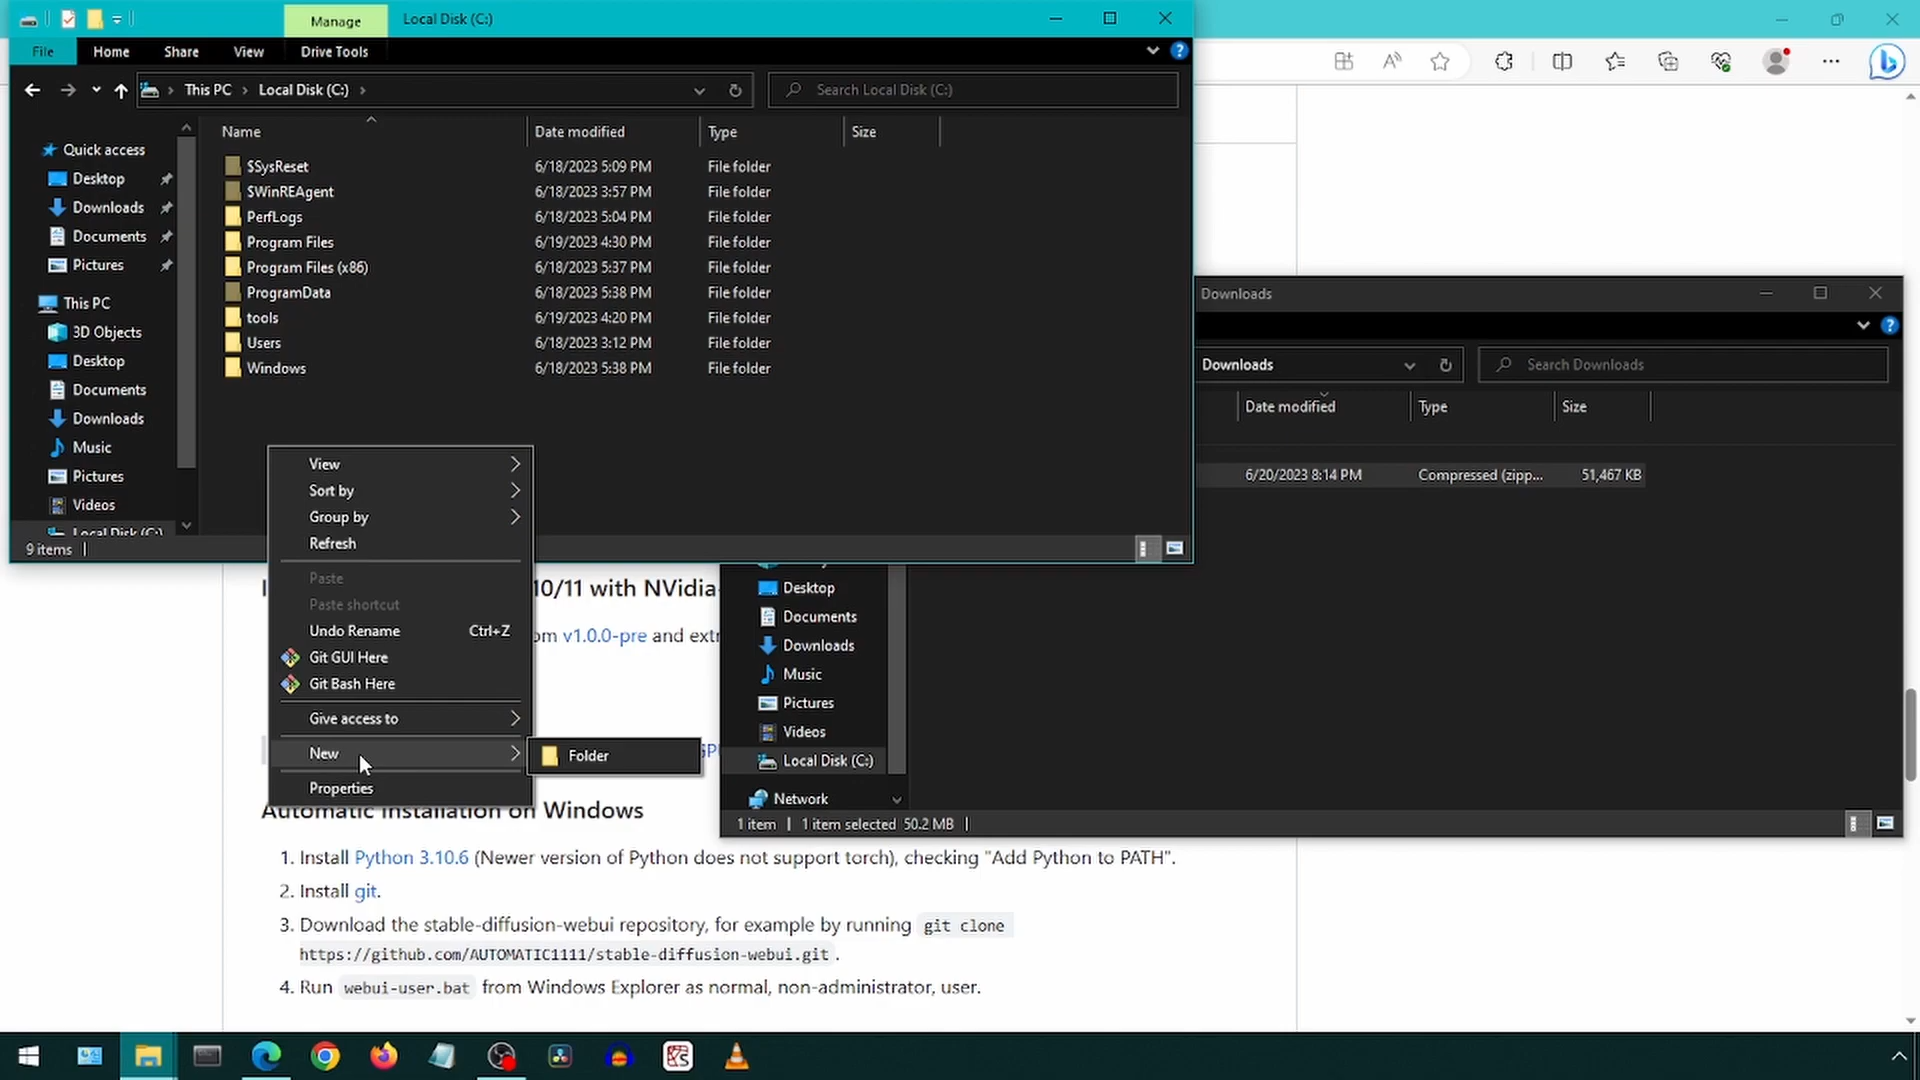 Manage
Local Disk (C:)
File
Home
Share
View
Drive Tools
This PC
Local Disk (C:)
Search Local Disk (C:)
Name
Date modified
Type
Size
Quick access
Desktop
Downloads
Documents
Pictures
This PC
3D Objects
Desktop
Documents
Downloads
Music
Pictures
Videos
Local Disk (C:)
$SysReset 6/18/2023 5:09 PM File folder
$WinREAgent 6/18/2023 3:57 PM File folder
PerfLogs 6/18/2023 5:04 PM File folder
Program Files 6/19/2023 4:30 PM File folder
Program Files (x86) 6/18/2023 5:37 PM File folder
ProgramData 6/18/2023 5:38 PM File folder
tools 6/19/2023 4:20 PM File folder
Users 6/18/2023 3:12 PM File folder
Windows 6/18/2023 5:38 PM File folder
9 items
View
Sort by
Group by
Refresh
Paste
Paste shortcut
Undo Rename Ctrl+Z
Git GUI Here
Git Bash Here
Give access to
New
Properties
Folder
Downloads
Downloads
Search Downloads
Date modified
Type
Size
6/20/2023 8:14 PM Compressed (zipp... 51,467 KB
Desktop
Documents
Downloads
Music
Pictures
Videos
Local Disk (C:)
Network
1 item
1 item selected 50.2 MB
10/11 with NVidia-
om v1.0.0-pre and extr
Automatic Installation on Windows
1. Install Python 3.10.6 (Newer version of Python does not support torch), checking "Add Python to PATH".
2. Install git.
3. Download the stable-diffusion-webui repository, for example by running git clone
https://github.com/AUTOMATIC1111/stable-diffusion-webui.git .
4. Run webui-user.bat from Windows Explorer as normal, non-administrator, user.